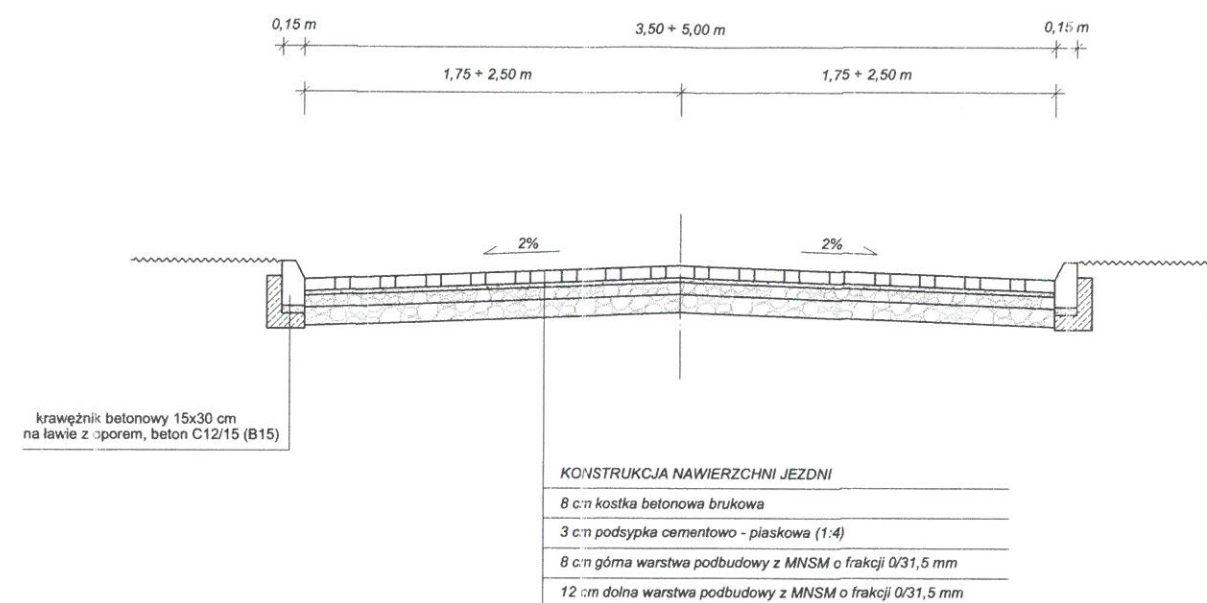 0,15 m
3,50 ÷ 5,00 m
0,15 m
1,75 ÷ 2,50 m
1,75 ÷ 2,50 m
2%
2%
krawężnik betonowy 15x30 cm
na ławie z oporem, beton C12/15 (B15)
KONSTRUKCJA NAWIERZCHNI JEZDNI
8 cm kostka betonowa brukowa
3 cm podsypka cementowo - piaskowa (1:4)
8 cm górna warstwa podbudowy z MNSM o frakcji 0/31,5 mm
12 cm dolna warstwa podbudowy z MNSM o frakcji 0/31,5 mm